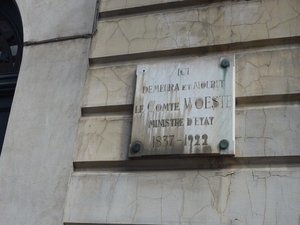 ICI
DEMEURA ET MOURUT
LE COMTE WOESTE
MINISTRE D'ETAT
1837-1922